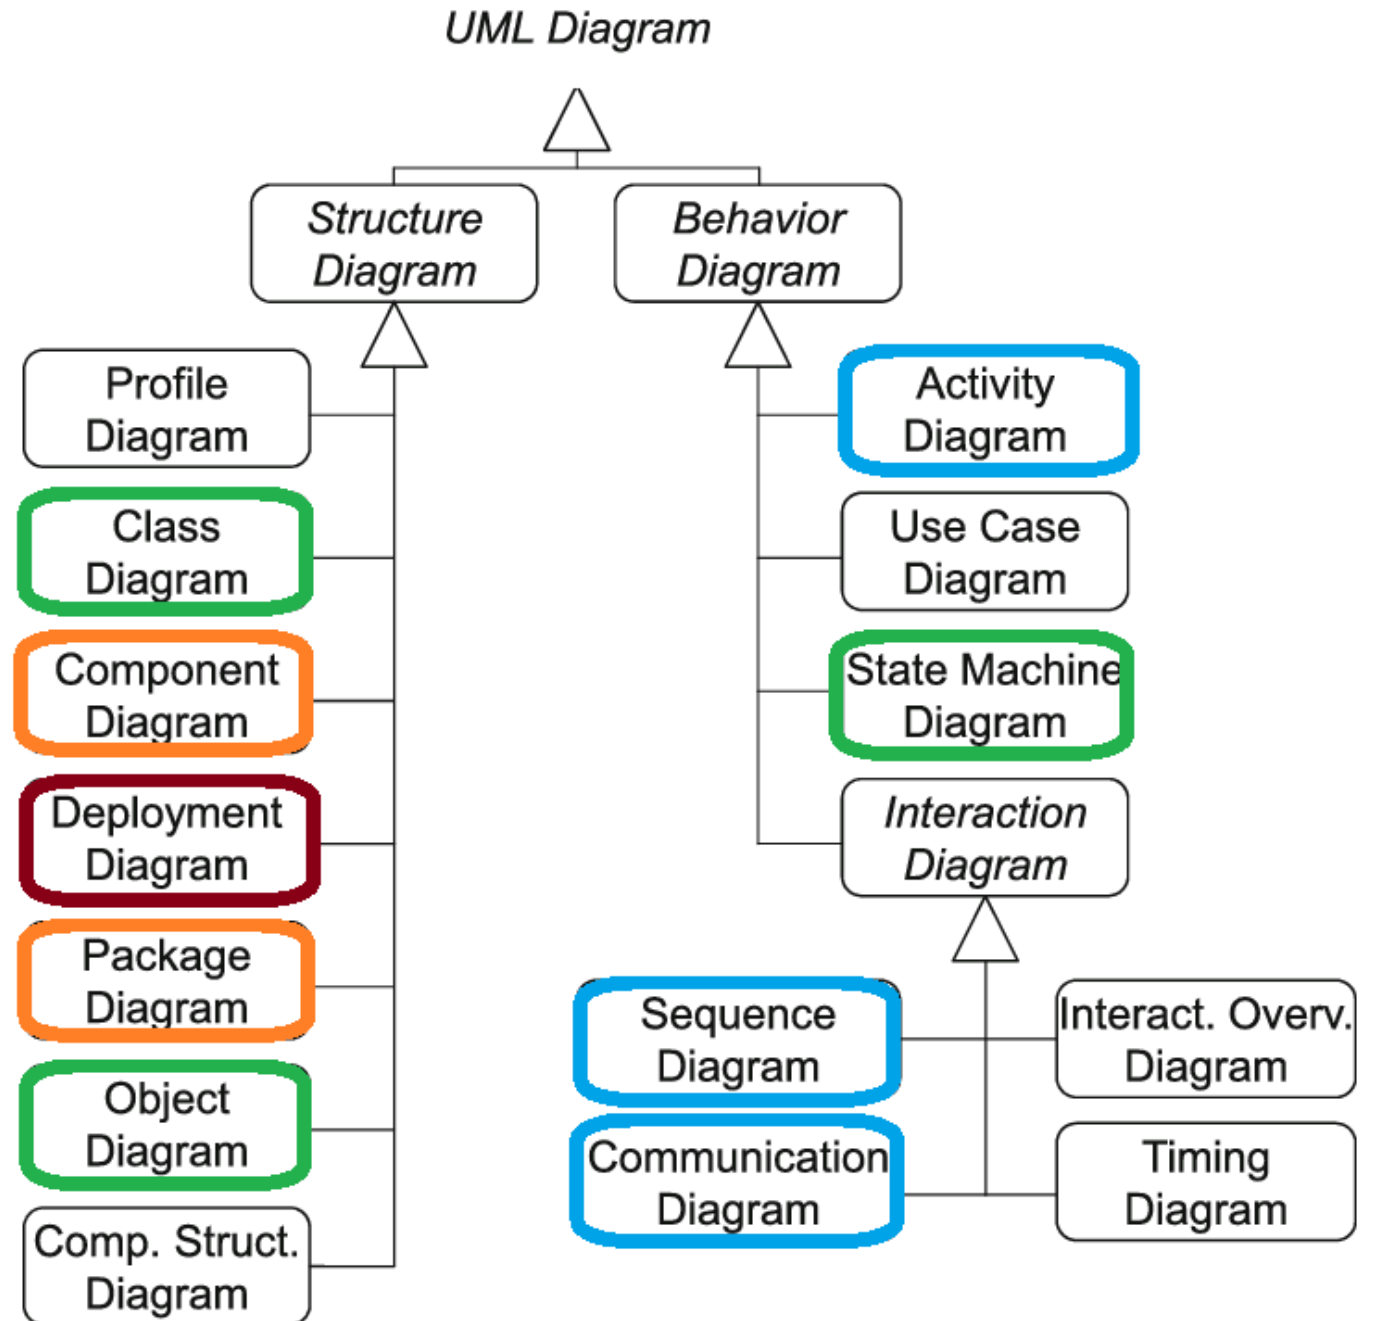 UML Diagram
Structure
Diagram
Behavior
Diagram
Profile
Diagram
Class
Diagram
Component
Diagram
Deployment
Diagram
Package
Diagram
Object
Diagram
Comp. Struct.
Diagram
Activity
Diagram
Use Case
Diagram
State Machine
Diagram
Interaction
Diagram
Sequence
Diagram
Communication
Diagram
Interact. Overv.
Diagram
Timing
Diagram